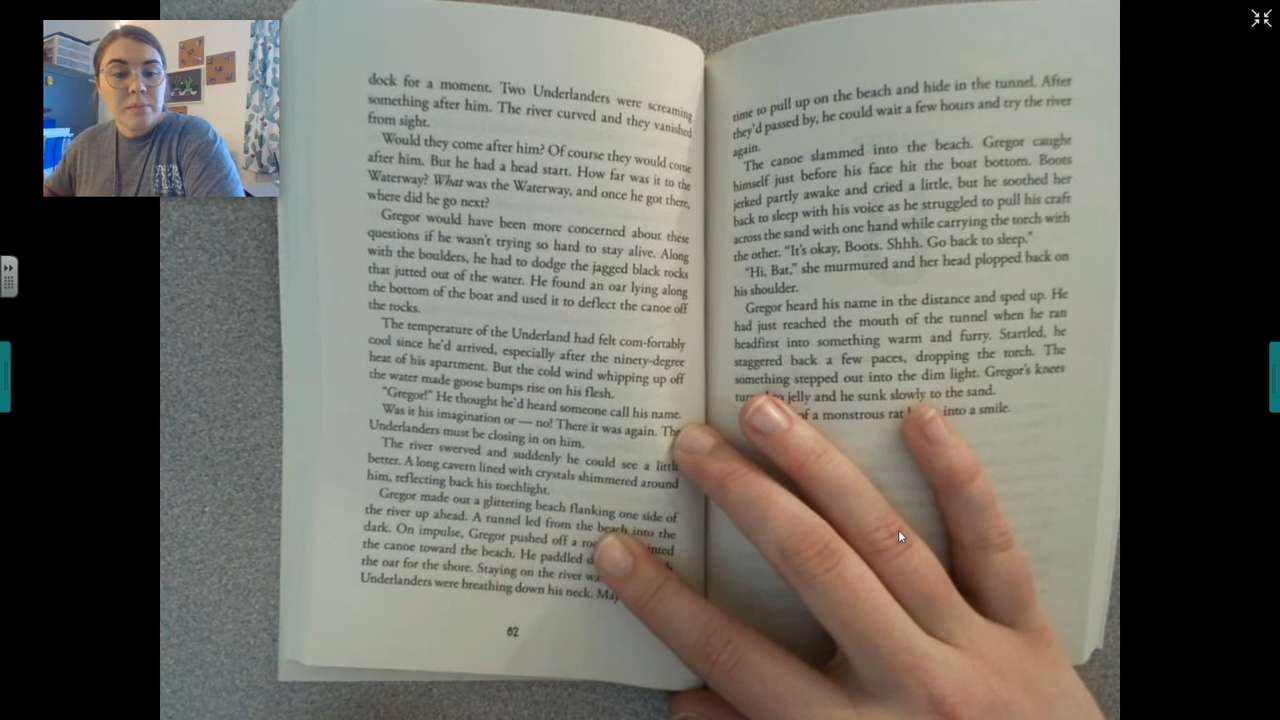 dock for a moment. Two Underlanders were screaming
something after him. The river curved and they vanished
from sight.
Would they come after him? Of course they would come
after him. But he had a head start. How far was it to the
Waterway? What was the Waterway, and once he got there,
where did he go next?
Gregor would have been more concerned about these
questions if he wasn't trying so hard to stay alive. Along
with the boulders, he had to dodge the jagged black rocks
that jutted out of the water. He found an oar lying along
the bottom of the boat and used it to deflect the canoe off
the rocks.
The temperature of the Underland had felt com-fortably
cool since he'd arrived, especially after the ninety-degree
heat of his apartment. But the cold wind whipping up off
the water made goose bumps rise on his flesh.
"Gregor!" He thought he'd heard someone call his name.
Was it his imagination or — no! There it was again. The
Underlanders must be closing in on him.
The river swerved and suddenly he could see a little
better. A long cavern lined with crystals shimmered around
him, reflecting back his torchlight.
Gregor made out a glittering beach flanking one side of
the river up ahead. A tunnel led from the beach into the
dark. On impulse, Gregor pushed off a
the canoe toward the beach. He paddled
the oar for the shore. Staying on the river
Underlanders were breathing down his neck.
62
time to pull up on the beach and hide in the tunnel. After
they'd passed by, he could wait a few hours and try the river
again.
The canoe slammed into the beach. Gregor caught
himself just before his face hit the boat bottom. Boots
jerked partly awake and cried a little, but he soothed her
back to sleep with his voice as he struggled to pull his craft
across the sand with one hand while carrying the torch with
the other. "It's okay, Boots. Shhh. Go back to sleep."
"Hi, Bat," she murmured and her head plopped back on
his shoulder.
Gregor heard his name in the distance and sped up. He
had just reached the mouth of the tunnel when he ran
headfirst into something warm and furry. Startled, he
staggered back a few paces, dropping the torch. The
something stepped out into the dim light. Gregor's knees
jelly and he sunk slowly to the sand.
of a monstrous rat into a smile.